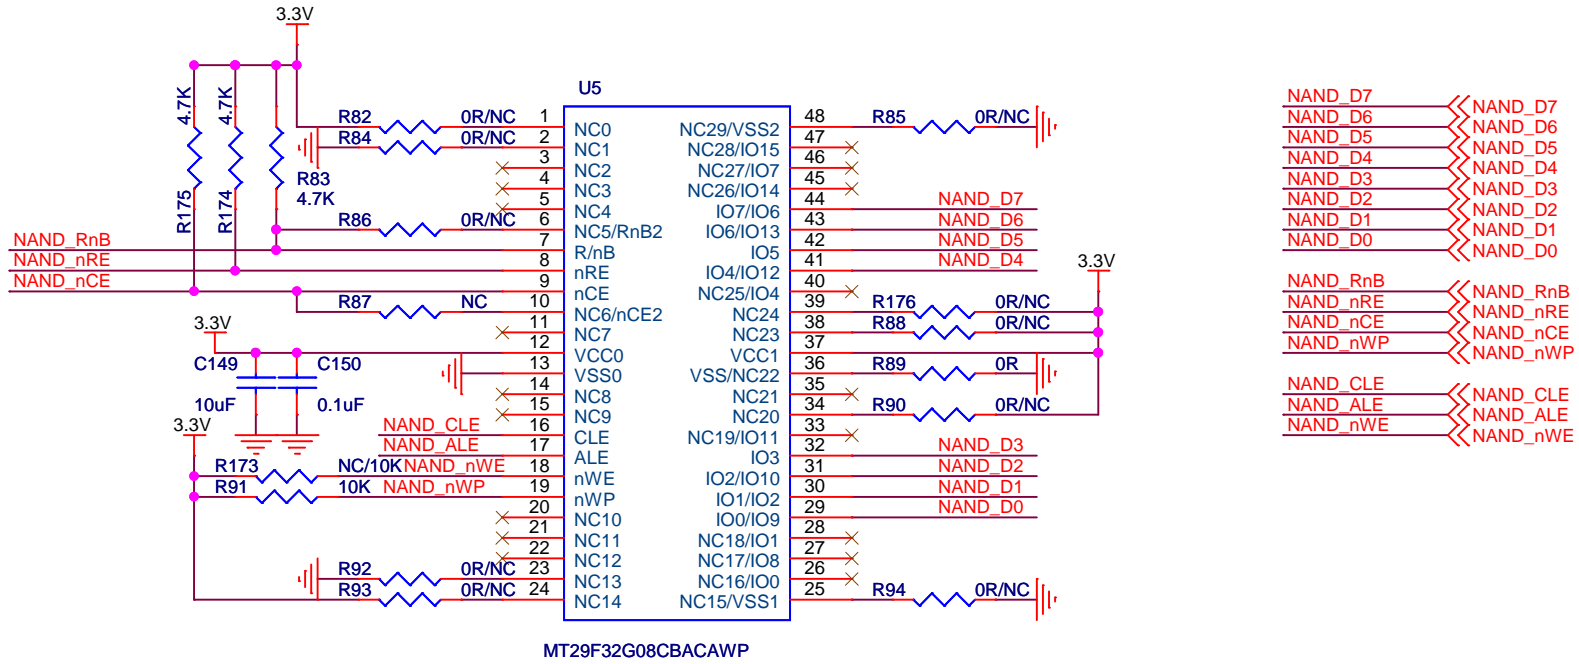 3.3V
U5
4.7K
4.7K
R175
R174
R83
4.7K
R82 0R/NC 1 NC0
R84 0R/NC 2 NC1
3 NC2
4 NC3
5 NC4
R86 0R/NC 6 NC5/RnB2
NAND_RnB 7 R/nB
NAND_nRE 8 nRE
NAND_nCE 9 nCE
R87 NC 10 NC6/nCE2
11 NC7
3.3V
12 VCC0
13 VSS0
C149 C150
10uF 0.1uF
14 NC8
15 NC9
3.3V
NAND_CLE 16 CLE
NAND_ALE 17 ALE
R173 NC/10K NAND_nWE 18 nWE
R91 10K NAND_nWP 19 nWP
20 NC10
21 NC11
22 NC12
R92 0R/NC 23 NC13
R93 0R/NC 24 NC14
NC29/VSS2 48 R85 0R/NC
NC28/IO15 47
NC27/IO7 46
NC26/IO14 45
IO7/IO6 44 NAND_D7
IO6/IO13 43 NAND_D6
IO5 42 NAND_D5
IO4/IO12 41 NAND_D4
3.3V
NC25/IO4 40
NC24 39 R176 0R/NC
NC23 38 R88 0R/NC
VCC1 37
VSS/NC22 36 R89 0R
NC21 35
NC20 34 R90 0R/NC
NC19/IO11 33
IO3 32 NAND_D3
IO2/IO10 31 NAND_D2
IO1/IO2 30 NAND_D1
IO0/IO9 29 NAND_D0
NC18/IO1 28
NC17/IO8 27
NC16/IO0 26
NC15/VSS1 25 R94 0R/NC
MT29F32G08CBACAWP
NAND_D7 NAND_D7
NAND_D6 NAND_D6
NAND_D5 NAND_D5
NAND_D4 NAND_D4
NAND_D3 NAND_D3
NAND_D2 NAND_D2
NAND_D1 NAND_D1
NAND_D0 NAND_D0
NAND_RnB NAND_RnB
NAND_nRE NAND_nRE
NAND_nCE NAND_nCE
NAND_nWP NAND_nWP
NAND_CLE NAND_CLE
NAND_ALE NAND_ALE
NAND_nWE NAND_nWE